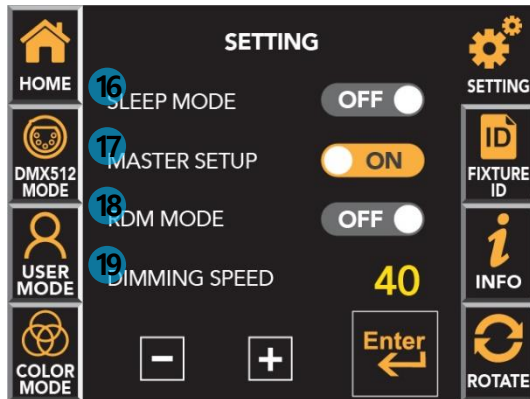 SETTING
HOME
DMX512
MODE
USER
MODE
COLOR
MODE
16
SLEEP MODE
OFF
17
MASTER SETUP
ON
18
RDM MODE
OFF
19
DIMMING SPEED
40
-
+
Enter
SETTING
ID
FIXTURE
ID
i
INFO
ROTATE